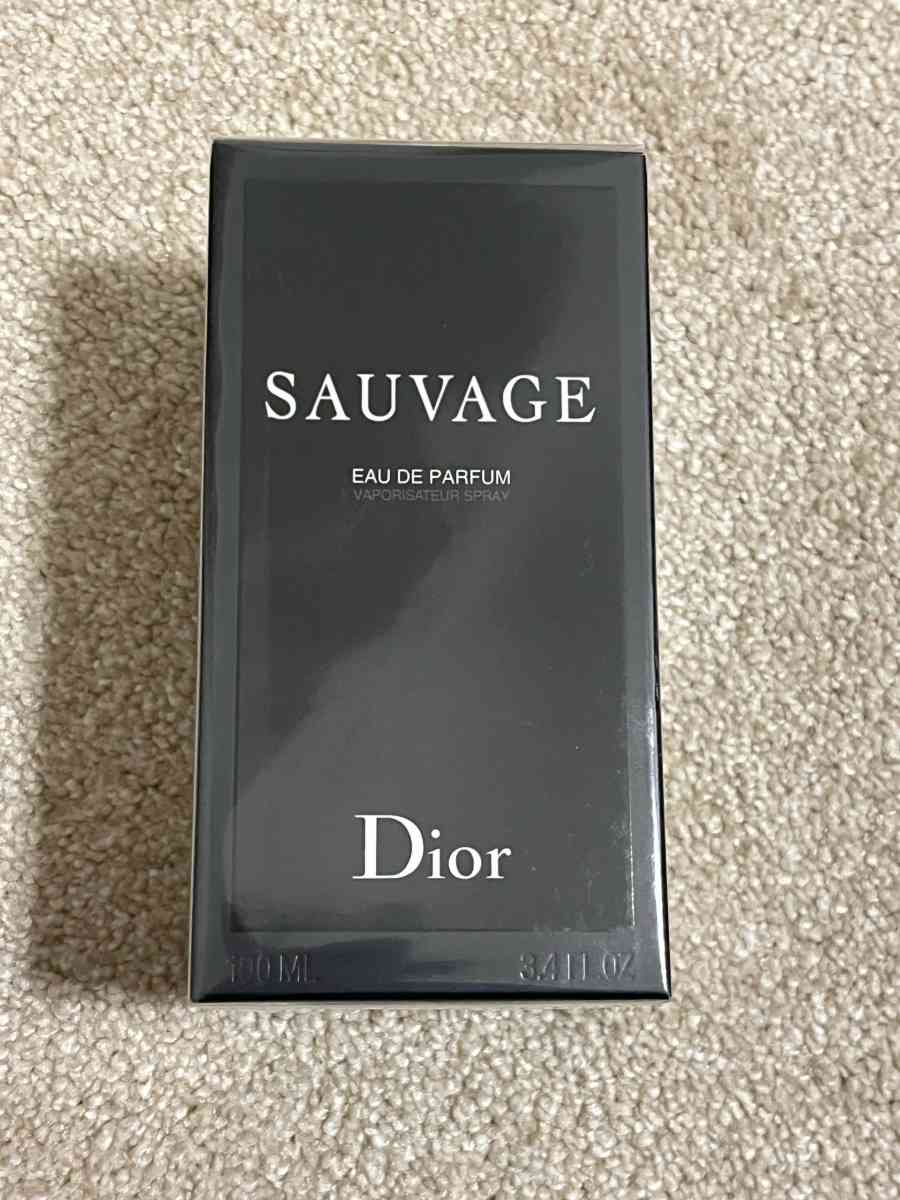 SAUVAGE
EAU DE PARFUM
VAPORISATEUR SPRAY
Dior
100 ML 3.4 FL OZ